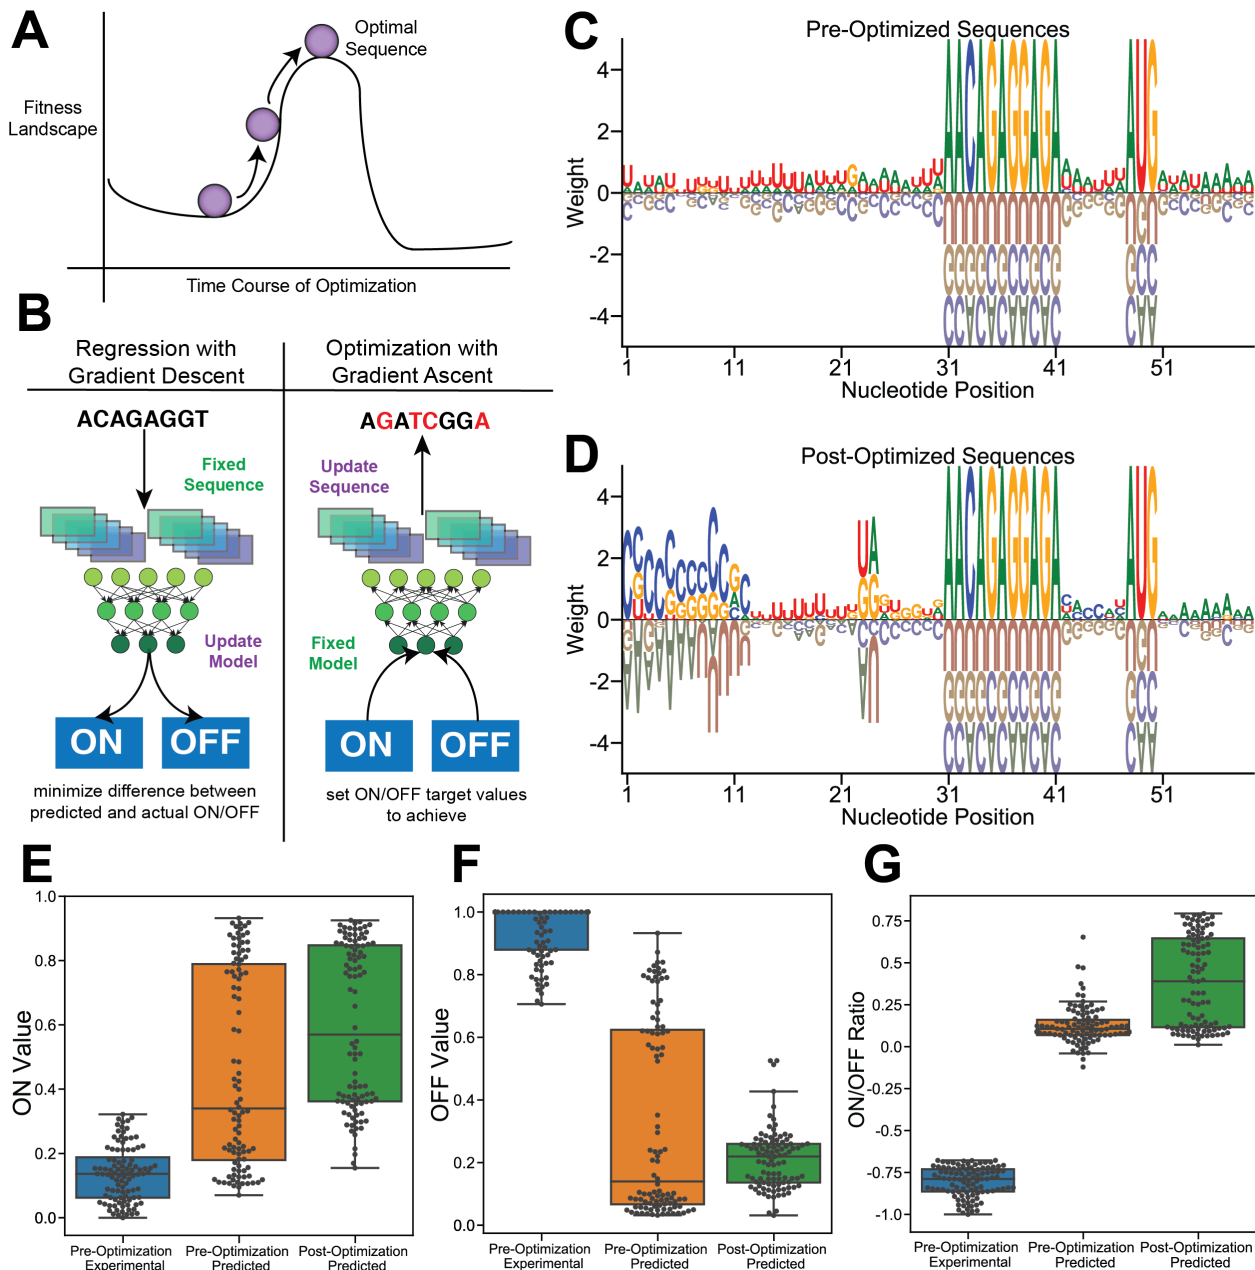 A
Optimal
Sequence
Fitness
Landscape
Time Course of Optimization
B
Regression with
Gradient Descent
Optimization with
Gradient Ascent
ACAGAGGT
AGATCGGA
Fixed
Sequence
Update
Sequence
Update
Model
Fixed
Model
ON
OFF
ON
OFF
minimize difference between
predicted and actual ON/OFF
set ON/OFF target values
to achieve
C
Pre-Optimized Sequences
Weight
4
2
0
-2
-4
AACAGAGGAGA
AUG
1
11
21
31
41
51
Nucleotide Position
D
Post-Optimized Sequences
Weight
4
2
0
-2
-4
AACAGAGGAGA
AUG
1
11
21
31
41
51
Nucleotide Position
E
ON Value
1.0
0.8
0.6
0.4
0.2
0.0
Pre-Optimization
Experimental
Pre-Optimization
Predicted
Post-Optimization
Predicted
F
OFF Value
1.0
0.8
0.6
0.4
0.2
0.0
Pre-Optimization
Experimental
Pre-Optimization
Predicted
Post-Optimization
Predicted
G
ON/OFF Ratio
0.75
0.5
0.25
0.0
-0.25
-0.5
-0.75
-1.0
Pre-Optimization
Experimental
Pre-Optimization
Predicted
Post-Optimization
Predicted